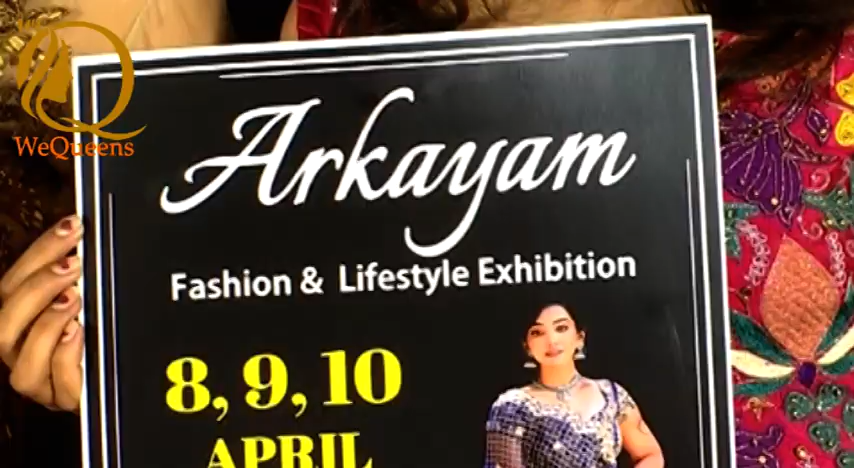 WeQueens
Arkayam
Fashion & Lifestyle Exhibition
8, 9, 10
APRIL